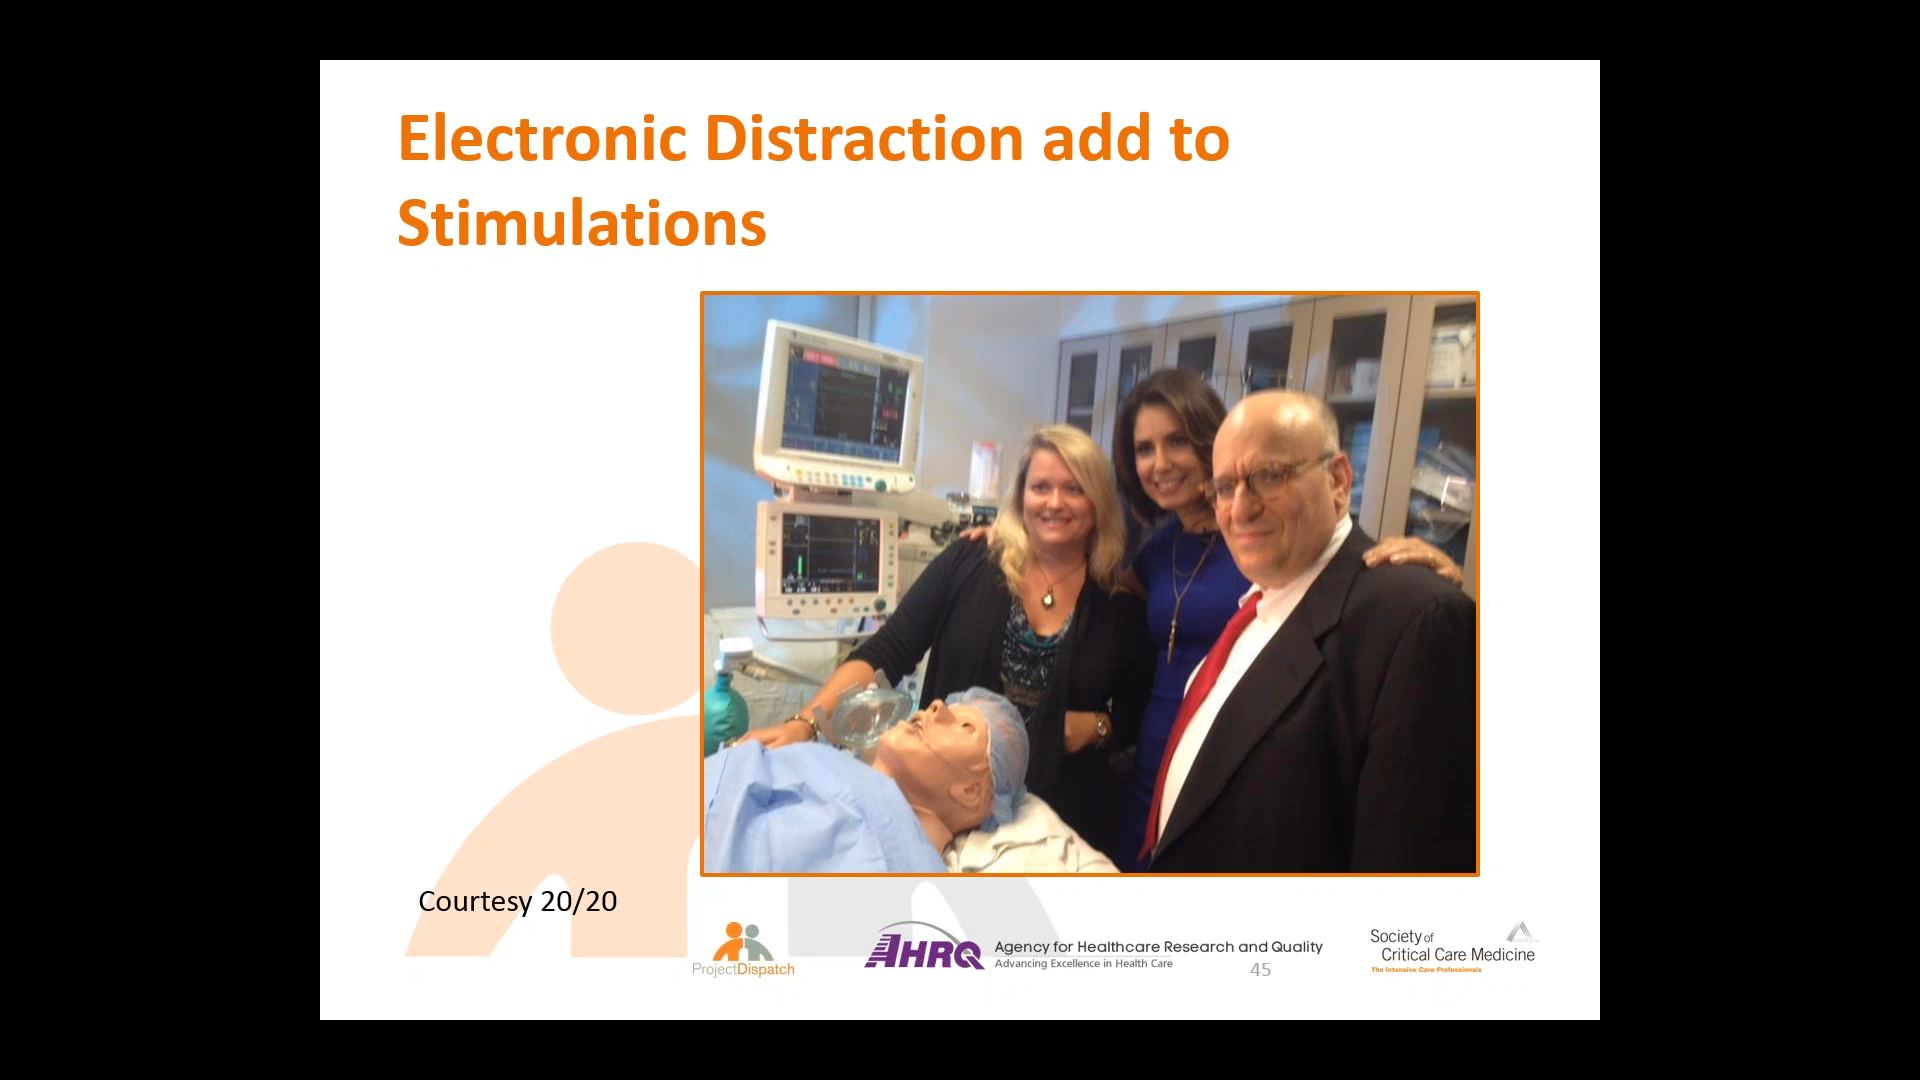 Electronic Distraction add to
Stimulations
Courtesy 20/20
ProjectDispatch
AHRQ
Agency for Healthcare Research and Quality
Advancing Excellence in Health Care
45
Society of
Critical Care Medicine
The Intensive Care Professionals